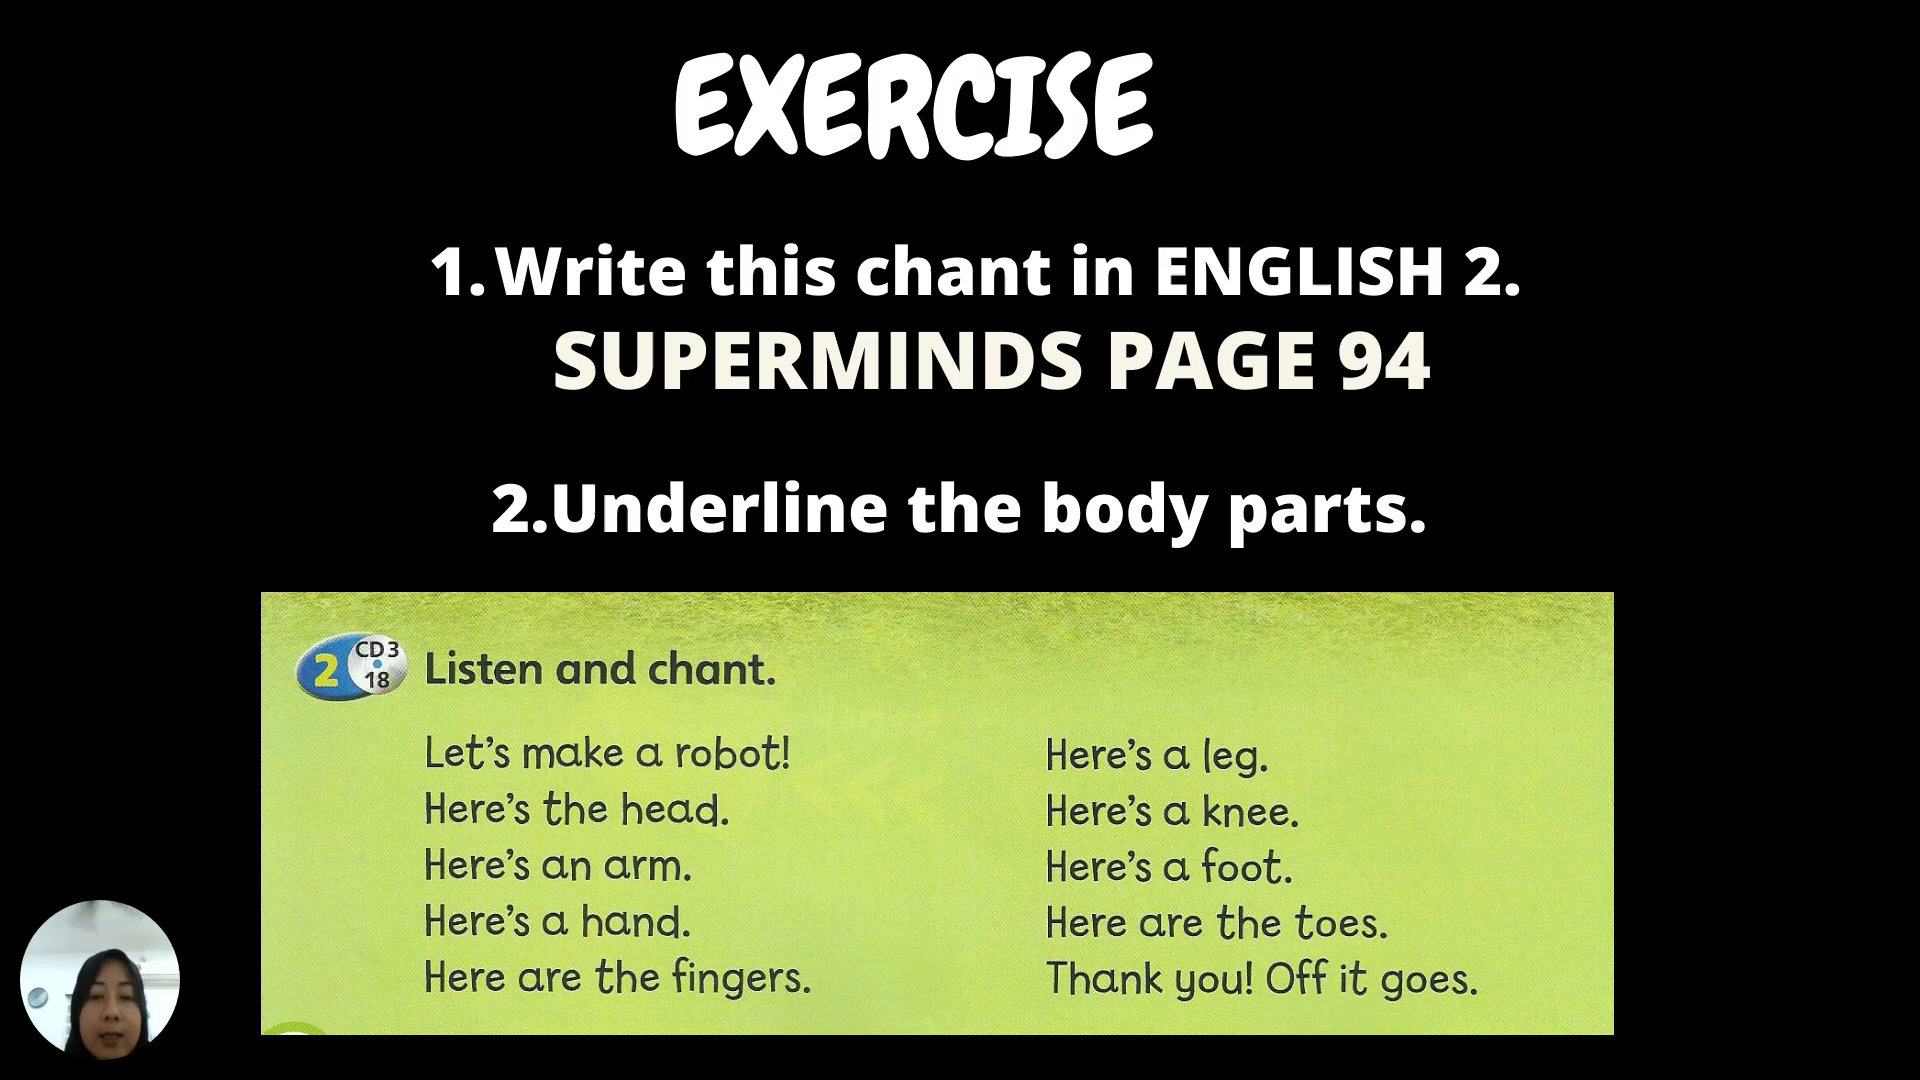 EXERCISE
1. Write this chant in ENGLISH 2.
SUPERMINDS PAGE 94
2.Underline the body parts.
2 CD3 18 Listen and chant.
Let's make a robot!
Here's the head.
Here's an arm.
Here's a hand.
Here are the fingers.
Here's a leg.
Here's a knee.
Here's a foot.
Here are the toes.
Thank you! Off it goes.